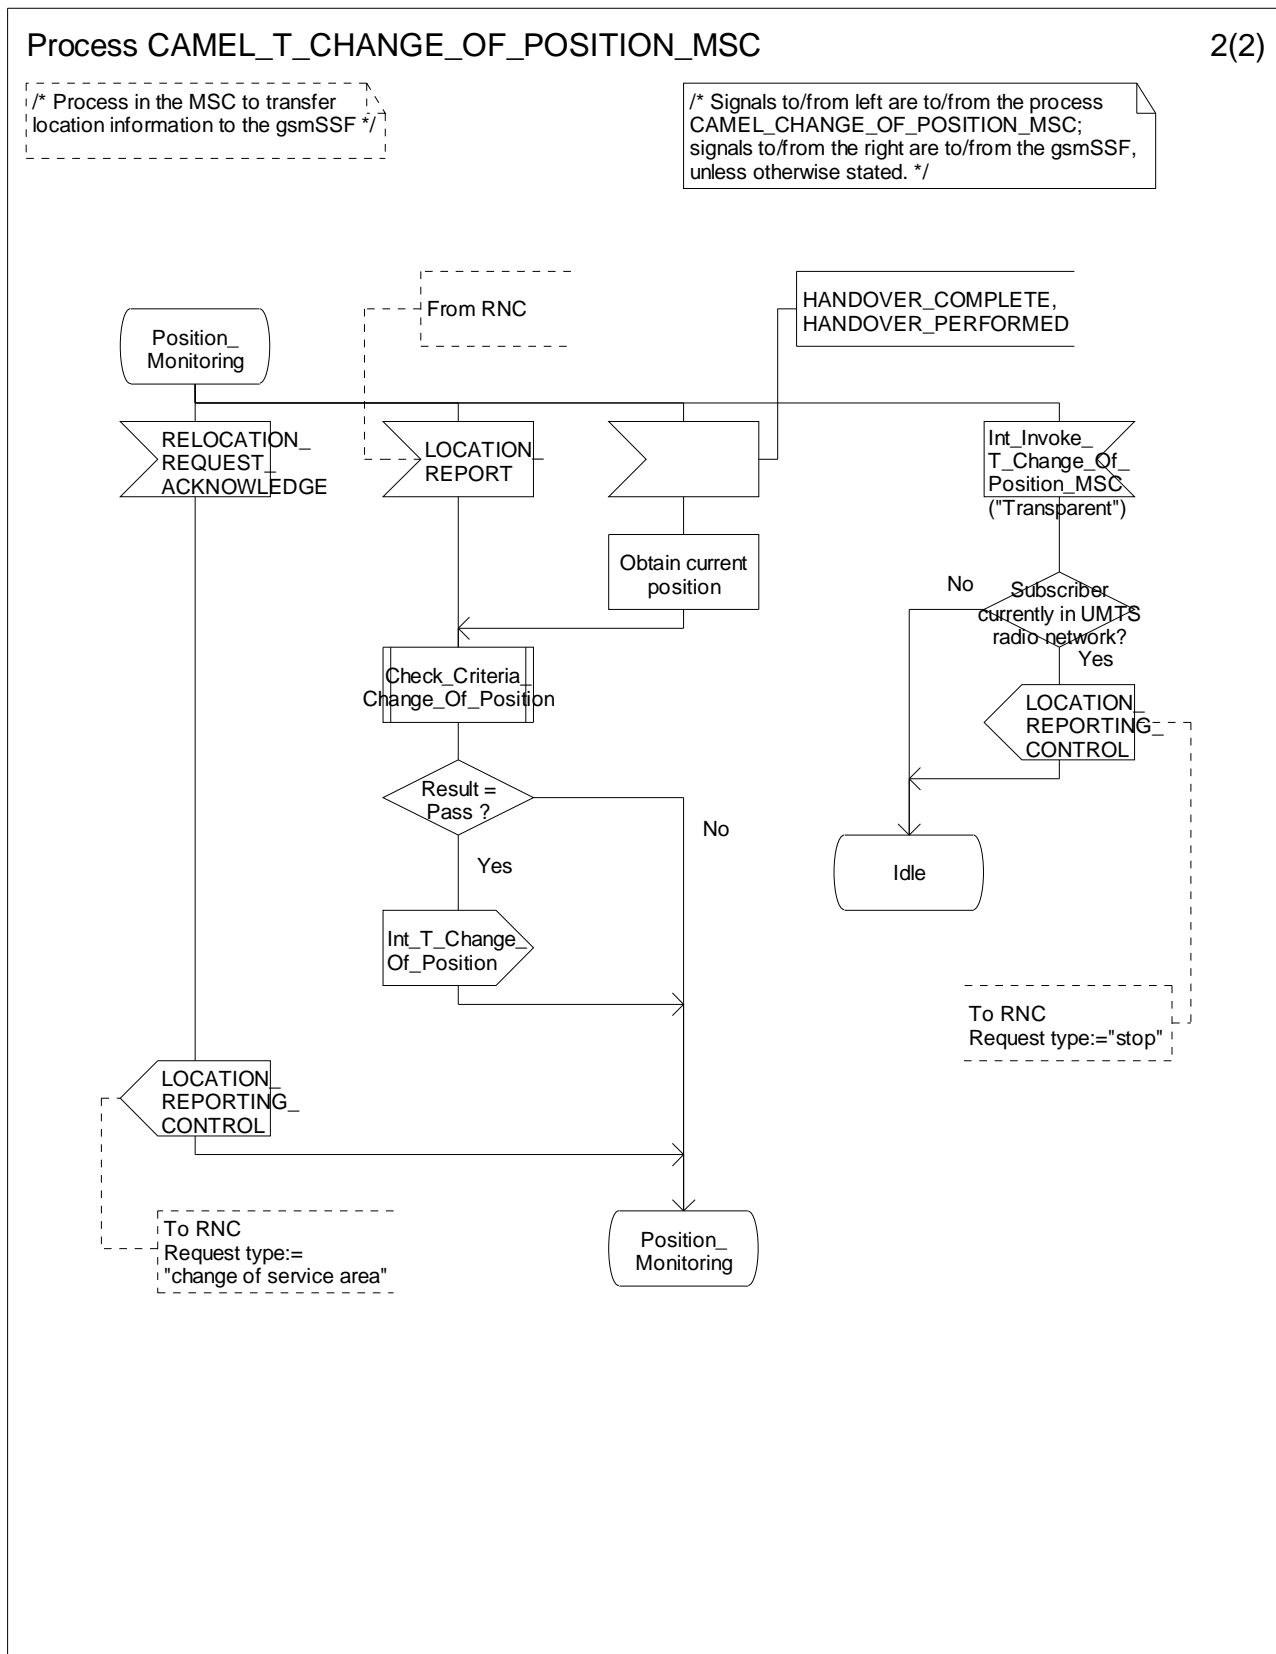 Process CAMEL_T_CHANGE_OF_POSITION_MSC
2(2)
/* Process in the MSC to transfer
location information to the gsmSSF */
/* Signals to/from left are to/from the process
CAMEL_CHANGE_OF_POSITION_MSC;
signals to/from the right are to/from the gsmSSF,
unless otherwise stated. */
Position_
Monitoring
From RNC
HANDOVER_COMPLETE,
HANDOVER_PERFORMED
RELOCATION_
REQUEST_
ACKNOWLEDGE
LOCATION_
REPORT
Int_Invoke_
T_Change_Of_
Position_MSC
("Transparent")
Obtain current
position
No
Subscriber
currently in UMTS
radio network?
Yes
Check_Criteria_
Change_Of_Position
LOCATION_
REPORTING_
CONTROL
Result =
Pass ?
No
Yes
Idle
Int_T_Change_
Of_Position
To RNC
Request type:="stop"
LOCATION_
REPORTING_
CONTROL
To RNC
Request type:=
"change of service area"
Position_
Monitoring